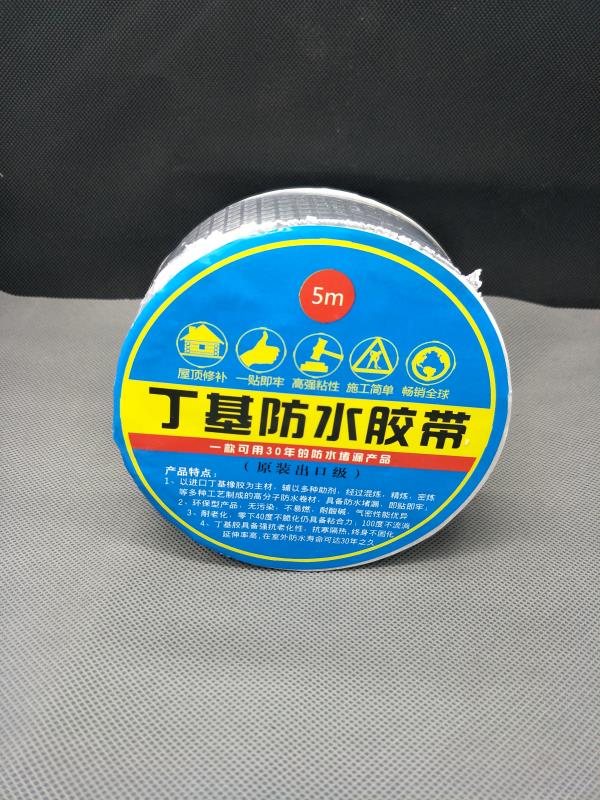 5m
屋顶修补 一贴即牢 高强粘性 施工简单 畅销全球
丁基防水胶带
一款可用30年的防水堵漏产品
（原装出口级）
产品特点：
1、以进口丁基橡胶为主材，辅以多种助剂，经过混炼，精炼，密炼
等多种工艺制成的高分子防水卷材，具备防水堵漏，即贴即牢，
2、环保型产品，无污染，不易燃，耐酸碱，气密性能优异
3、耐老化，零下40度不脆化仍具备粘合力，100度不流淌
4、丁基胶具备强抗老化性，抗寒隔热，终身不固化
延伸率高，在室外防水寿命可达30年之久